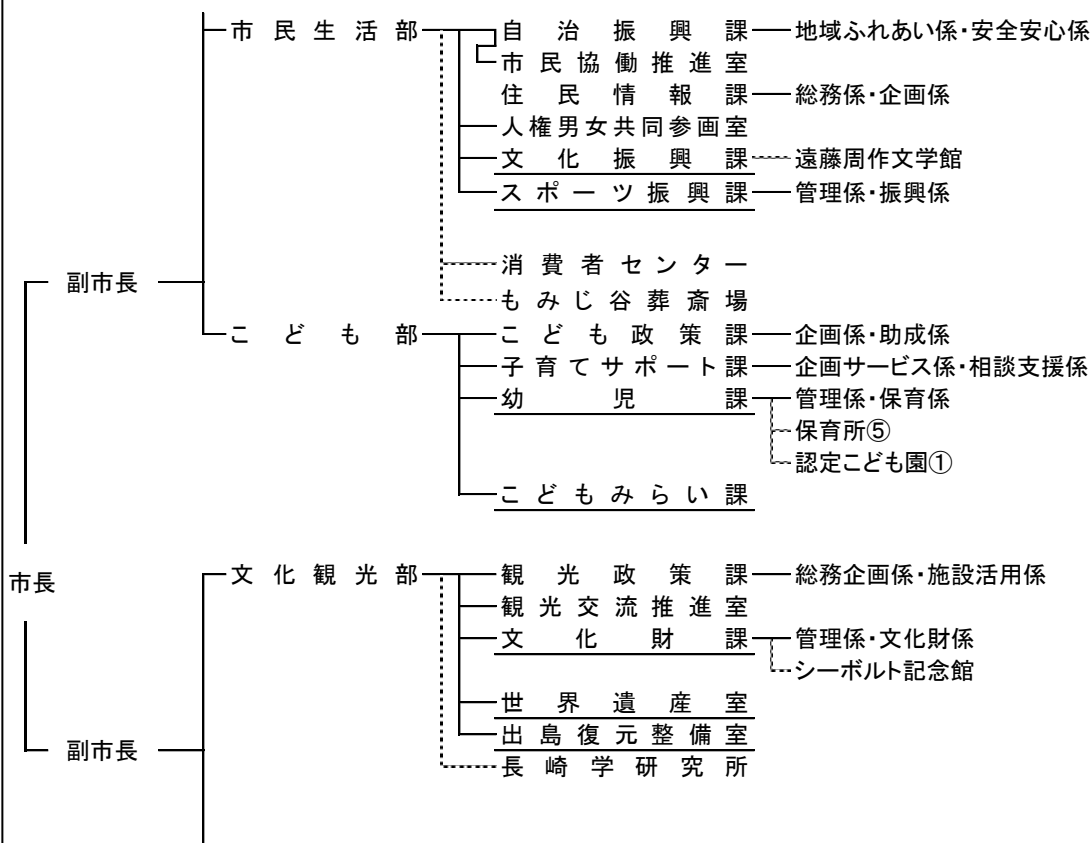 市民生活部 自治振興課 地域ふれあい係・安全安心係
市民協働推進室
住民情報課 総務係・企画係
人権男女共同参画室
文化振興課 遠藤周作文学館
スポーツ振興課 管理係・振興係
消費者センター
副市長
もみじ谷葬斎場
こども部 こども政策課 企画係・助成係
子育てサポート課 企画サービス係・相談支援係
幼児課 管理係・保育係
保育所⑤
認定こども園①
こどもみらい課
市長
文化観光部 観光政策課 総務企画係・施設活用係
観光交流推進室
文化財課 管理係・文化財係
シーボルト記念館
世界遺産室
出島復元整備室
副市長
長崎学研究所